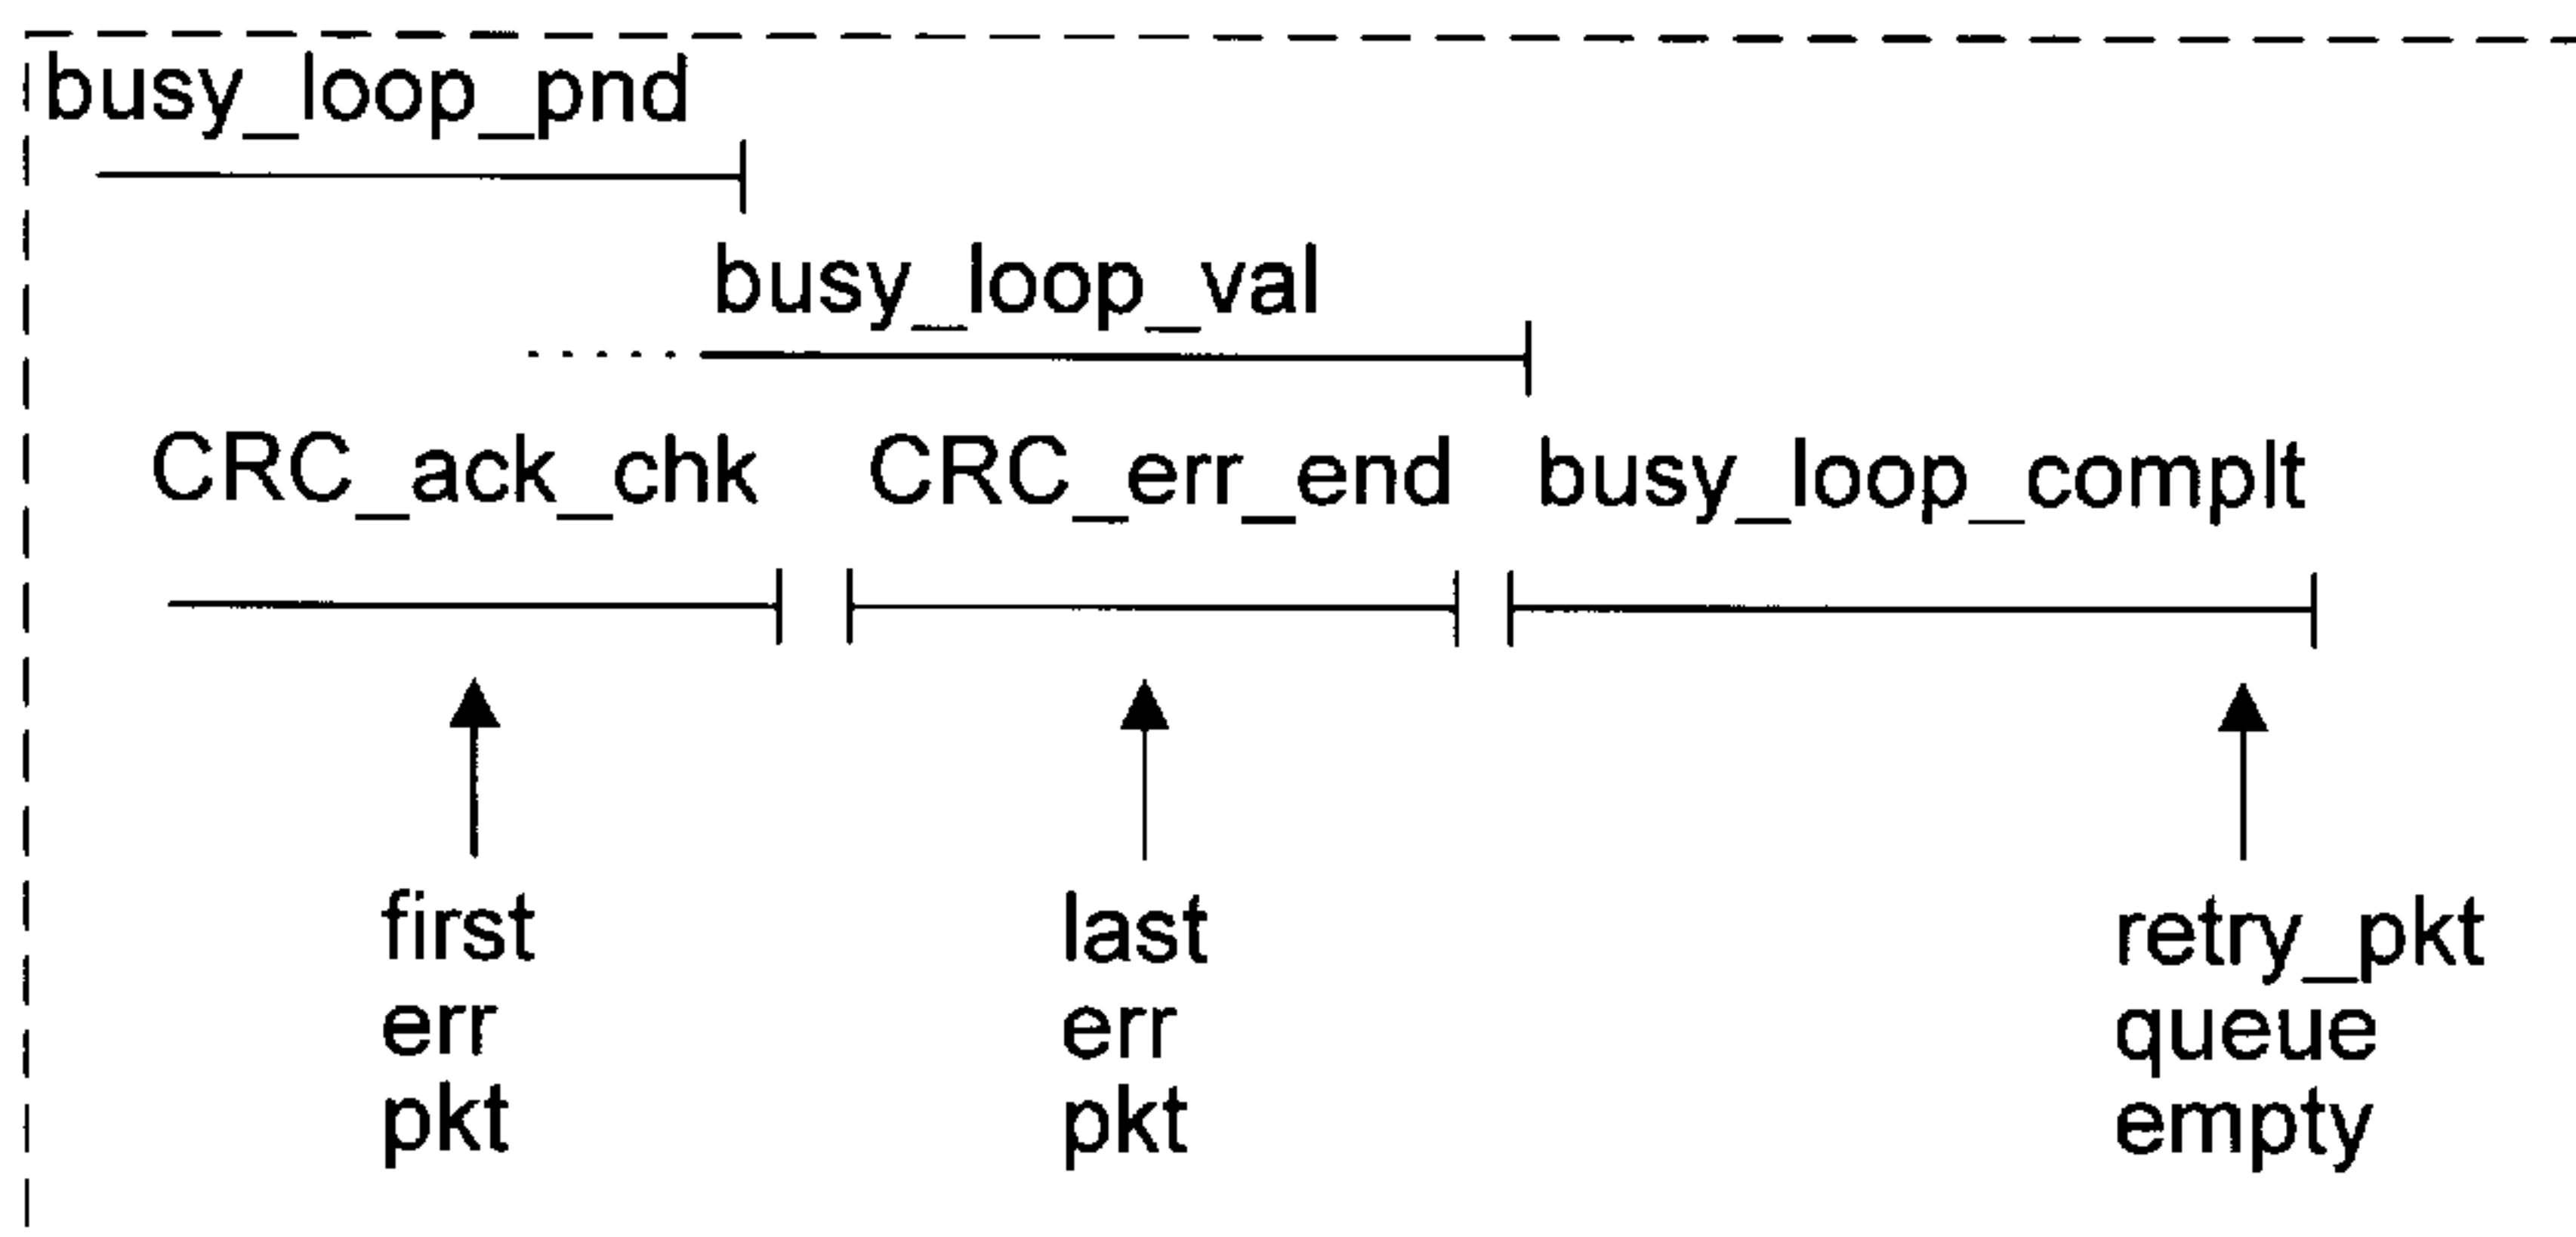 busy_loop_pnd
busy_loop_val
CRC_ack_chk
CRC_err_end
busy_loop_complt
first
err
pkt
last
err
pkt
retry_pkt
queue
empty